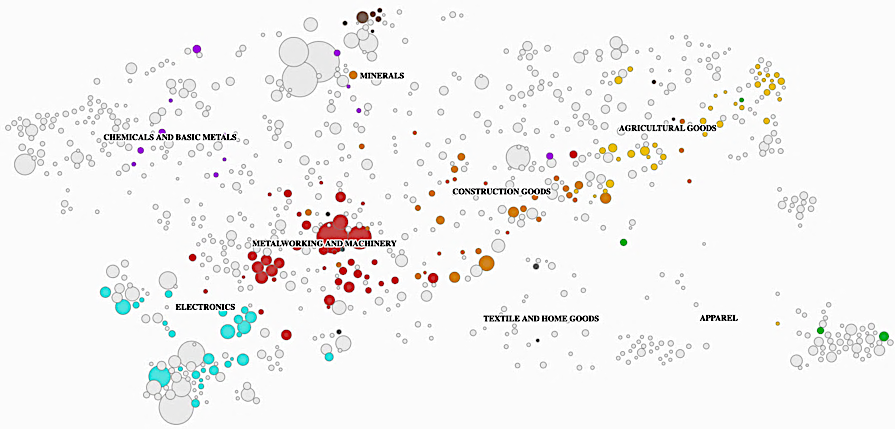 MINERALS
AGRICULTURAL GOODS
CHEMICALS AND BASIC METALS
CONSTRUCTION GOODS
METALWORKING AND MACHINERY
ELECTRONICS
TEXTILE AND HOME GOODS
APPAREL